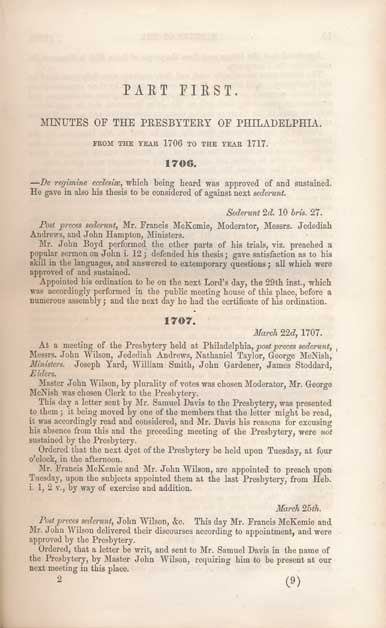 PART FIRST.
MINUTES OF THE PRESBYTERY OF PHILADELPHIA.
FROM THE YEAR 1706 TO THE YEAR 1717.
1706.
—De regimine ecclesiæ, which being heard was approved of and sustained.
He gave in also his thesis to be considered of against next sederunt.
Sederunt 2d. 10 bris. 27.
Post preces sederunt, Mr. Francis McKemie, Moderator, Messrs. Jedediah
Andrews, and John Hampton, Ministers.
Mr. John Boyd performed the other parts of his trials, viz. preached a
popular sermon on John i. 12; defended his thesis; gave satisfaction as to his
skill in the languages, and answered to extemporary questions; all which were
approved of and sustained.
Appointed his ordination to be on the next Lord's day, the 29th inst., which
was accordingly performed in the public meeting house of this place, before a
numerous assembly; and the next day he had the certificate of his ordination.
1707.
March 22d, 1707.
At a meeting of the Presbytery held at Philadelphia, post preces sederunt,
Messrs. John Wilson, Jedediah Andrews, Nathaniel Taylor, George McNish,
Ministers. Joseph Yard, William Smith, John Gardener, James Stoddard,
Elders.
Master John Wilson, by plurality of votes was chosen Moderator, Mr. George
McNish was chosen Clerk to the Presbytery.
This day a letter sent by Mr. Samuel Davis to the Presbytery, was presented
to them; it being moved by one of the members that the letter might be read,
it was accordingly read and considered, and Mr. Davis his reasons for excusing
his absence from this and the preceding meeting of the Presbytery, were not
sustained by the Presbytery.
Ordered that the next dyet of the Presbytery be held upon Tuesday, at four
o'clock, in the afternoon.
Mr. Francis McKemie and Mr. John Wilson, are appointed to preach upon
Tuesday, upon the subjects appointed them at the last Presbytery, from Heb.
i. 1, 2 v., by way of exercise and addition.
March 25th.
Post preces sederunt, John Wilson, &c. This day Mr. Francis McKemie and
Mr. John Wilson delivered their discourses according to appointment, and were
approved by the Presbytery.
Ordered, that a letter be writ, and sent to Mr. Samuel Davis in the name of
the Presbytery, by Master John Wilson, requiring him to be present at our
next meeting in this place.
2 (9)